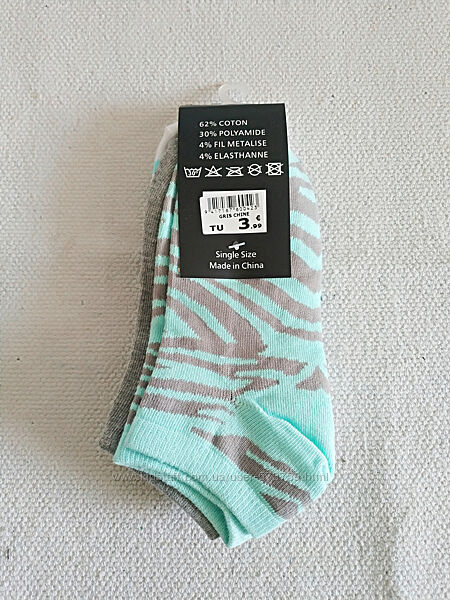 62% COTON
30% POLYAMIDE
4% FIL METALISE
4% ELASTHANNE
30°
GRIS CHINE
TU 3 €,99
Single Size
Made in China